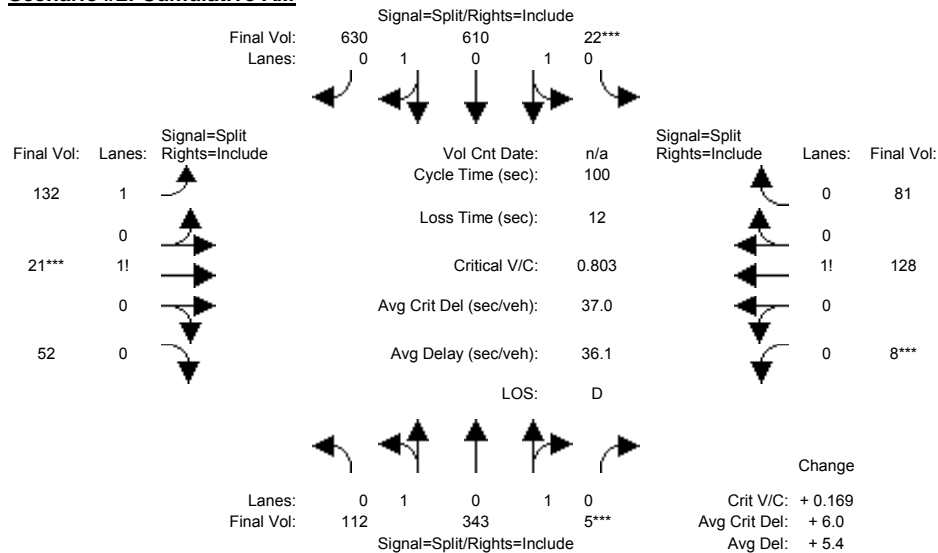 Signal=Split/Rights=Include
Final Vol: 630 610 22***
Lanes: 0 1 0 1 0
Signal=Split
Final Vol: Lanes: Rights=Include
Vol Cnt Date: n/a
Signal=Split
Rights=Include Lanes: Final Vol:
Cycle Time (sec): 100
132 1
0 81
Loss Time (sec): 12
0
0
21*** 1!
Critical V/C: 0.803
1! 128
0
Avg Crit Del (sec/veh): 37.0
0
52 0
Avg Delay (sec/veh): 36.1
0 8***
LOS: D
Lanes: 0 1 0 1 0
Final Vol: 112 343 5***
Signal=Split/Rights=Include
Change
Crit V/C: + 0.169
Avg Crit Del: + 6.0
Avg Del: + 5.4